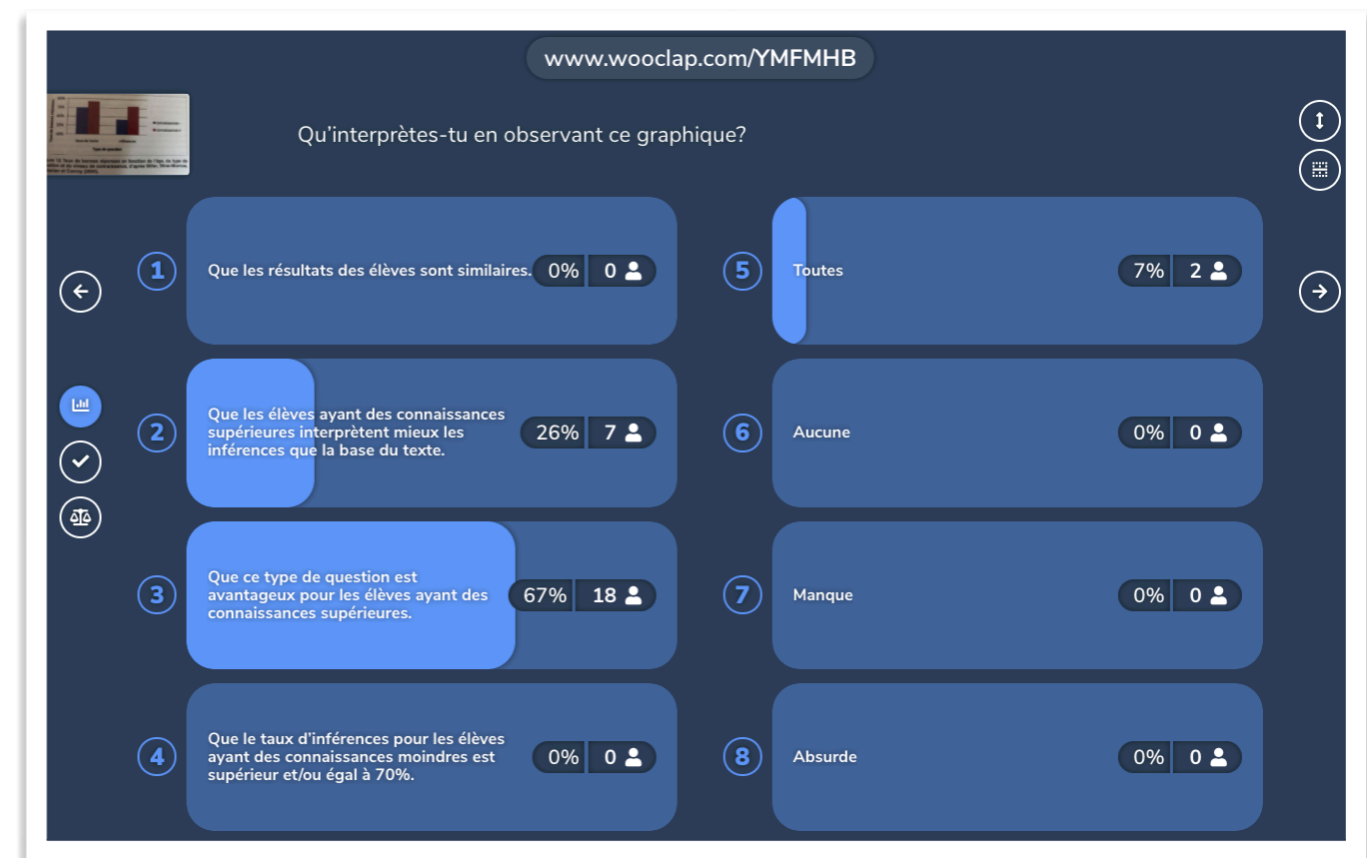 www.wooclap.com/YMFMHB
Qu'interprètes-tu en observant ce graphique?
1
Que les résultats des élèves sont similaires.
0% 0
2
Que les élèves ayant des connaissances
supérieures interprètent mieux les
inférences que la base du texte.
26% 7
3
Que ce type de question est
avantageux pour les élèves ayant des
connaissances supérieures.
67% 18
4
Que le taux d'inférences pour les élèves
ayant des connaissances moindres est
supérieur et/ou égal à 70%.
0% 0
5
Toutes
7% 2
6
Aucune
0% 0
7
Manque
0% 0
8
Absurde
0% 0